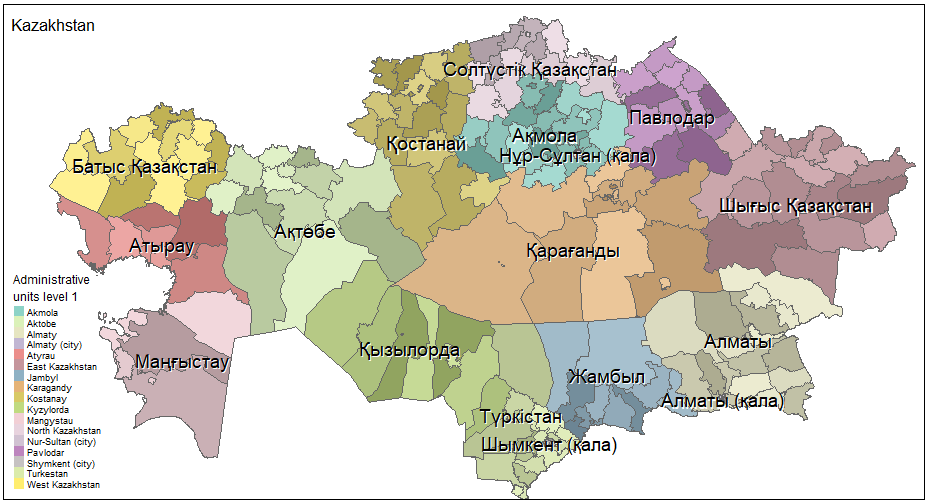 Kazakhstan
Солтүстік Қазақстан
Павлодар
Ақмола
Қостанай
Нұр-Сұлтан (қала)
Батыс Қазақстан
Шығыс Қазақстан
Ақтөбе
Атырау
Қарағанды
Administrative
units level 1
Akmola
Aktobe
Almaty
Almaty (city)
Atyrau
East Kazakhstan
Jambyl
Karagandy
Kostanay
Kyzylorda
Mangystau
North Kazakhstan
Nur-Sultan (city)
Pavlodar
Shymkent (city)
Turkestan
West Kazakhstan
Алматы
Қызылорда
Маңғыстау
Жамбыл
Алматы (қала)
Түркістан
Шымкент (қала)